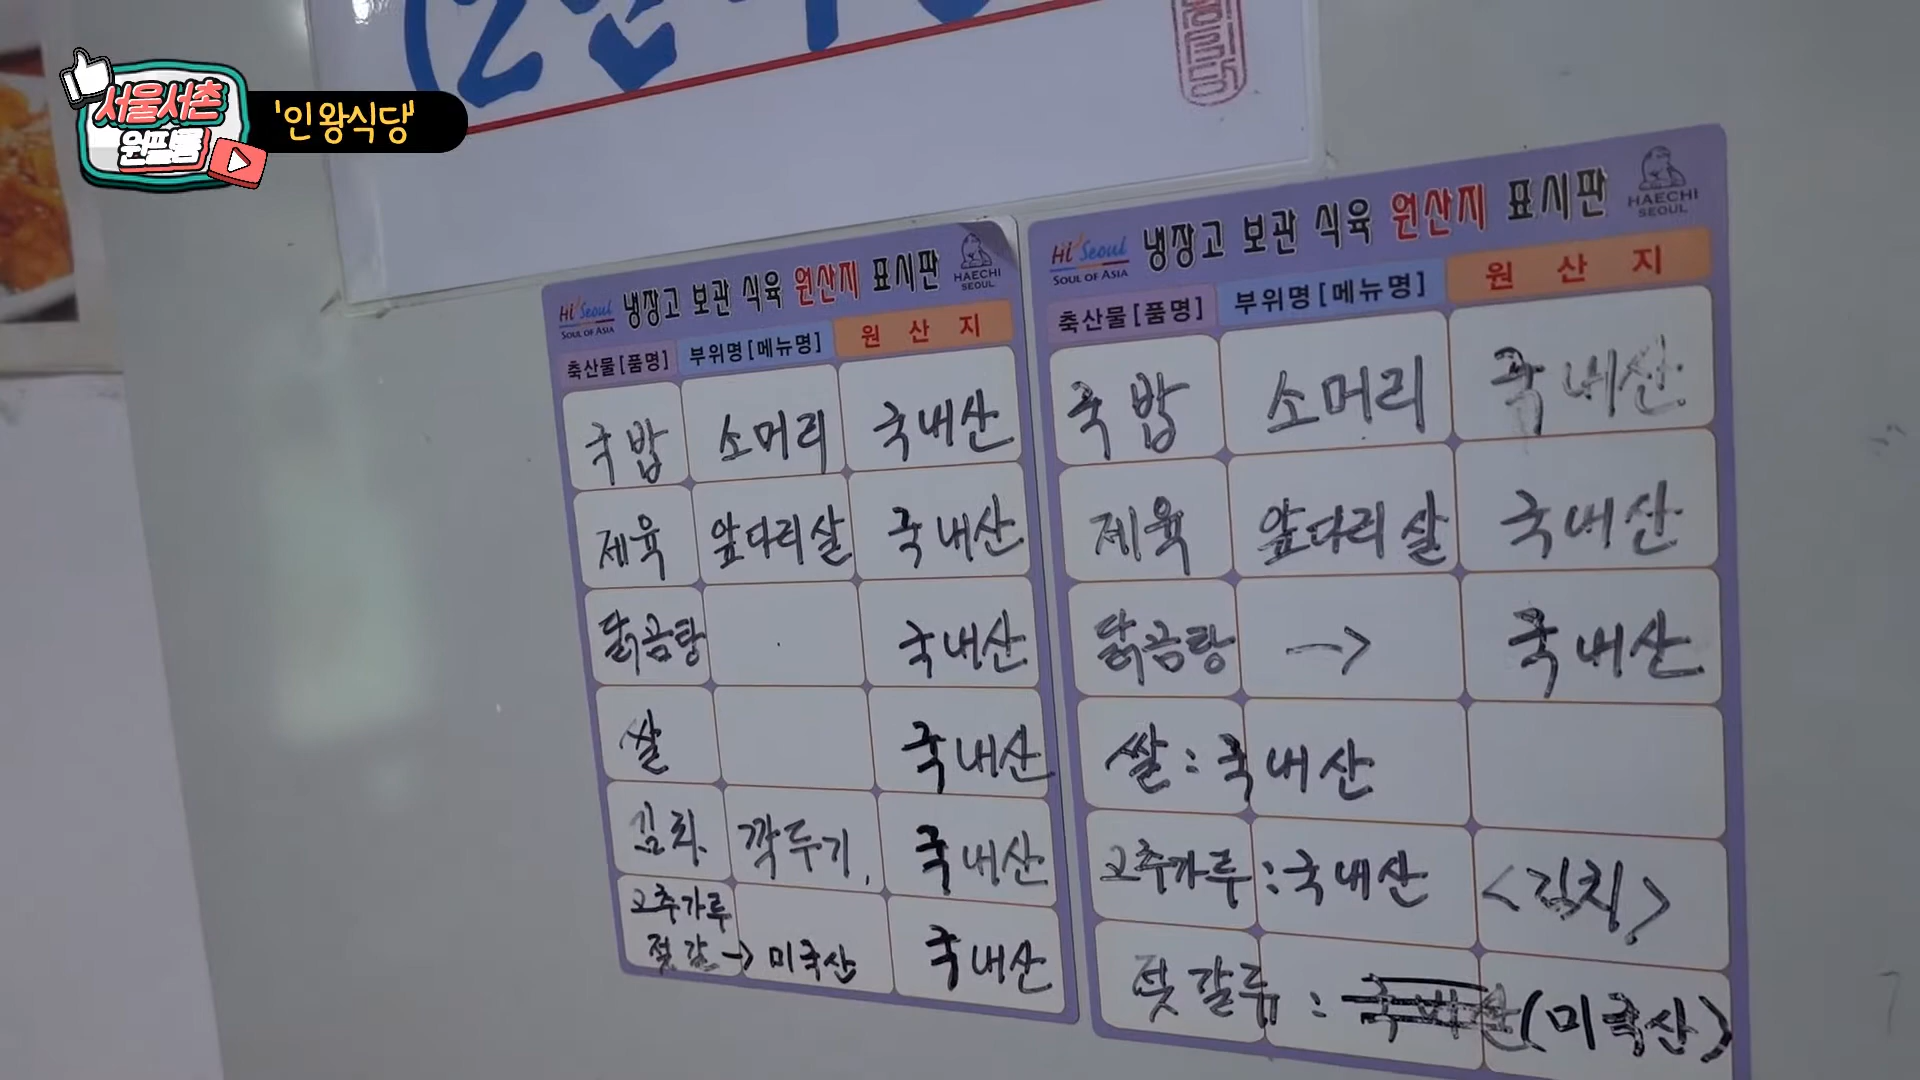 서울서촌
원픽뿜
'인왕식당'
Hi Seoul
SOUL OF ASIA
냉장고 보관 식육 원산지 표시판
HAECHI
SEOUL
축산물[품명] 부위명[메뉴명] 원 산 지
국밥 소머리 국내산
제육 앞다리살 국내산
닭곰탕 국내산
쌀 국내산
김치 깍두기, 국내산
고추가루 국내산
젓갈 → 미국산
Hi Seoul
SOUL OF ASIA
냉장고 보관 식육 원산지 표시판
HAECHI
SEOUL
축산물[품명] 부위명[메뉴명] 원 산 지
국밥 소머리 국내산
제육 앞다리살 국내산
닭곰탕 → 국내산
쌀 : 국내산
고추가루 : 국내산 <김치>
젓갈류 : 국내산 (미국산)